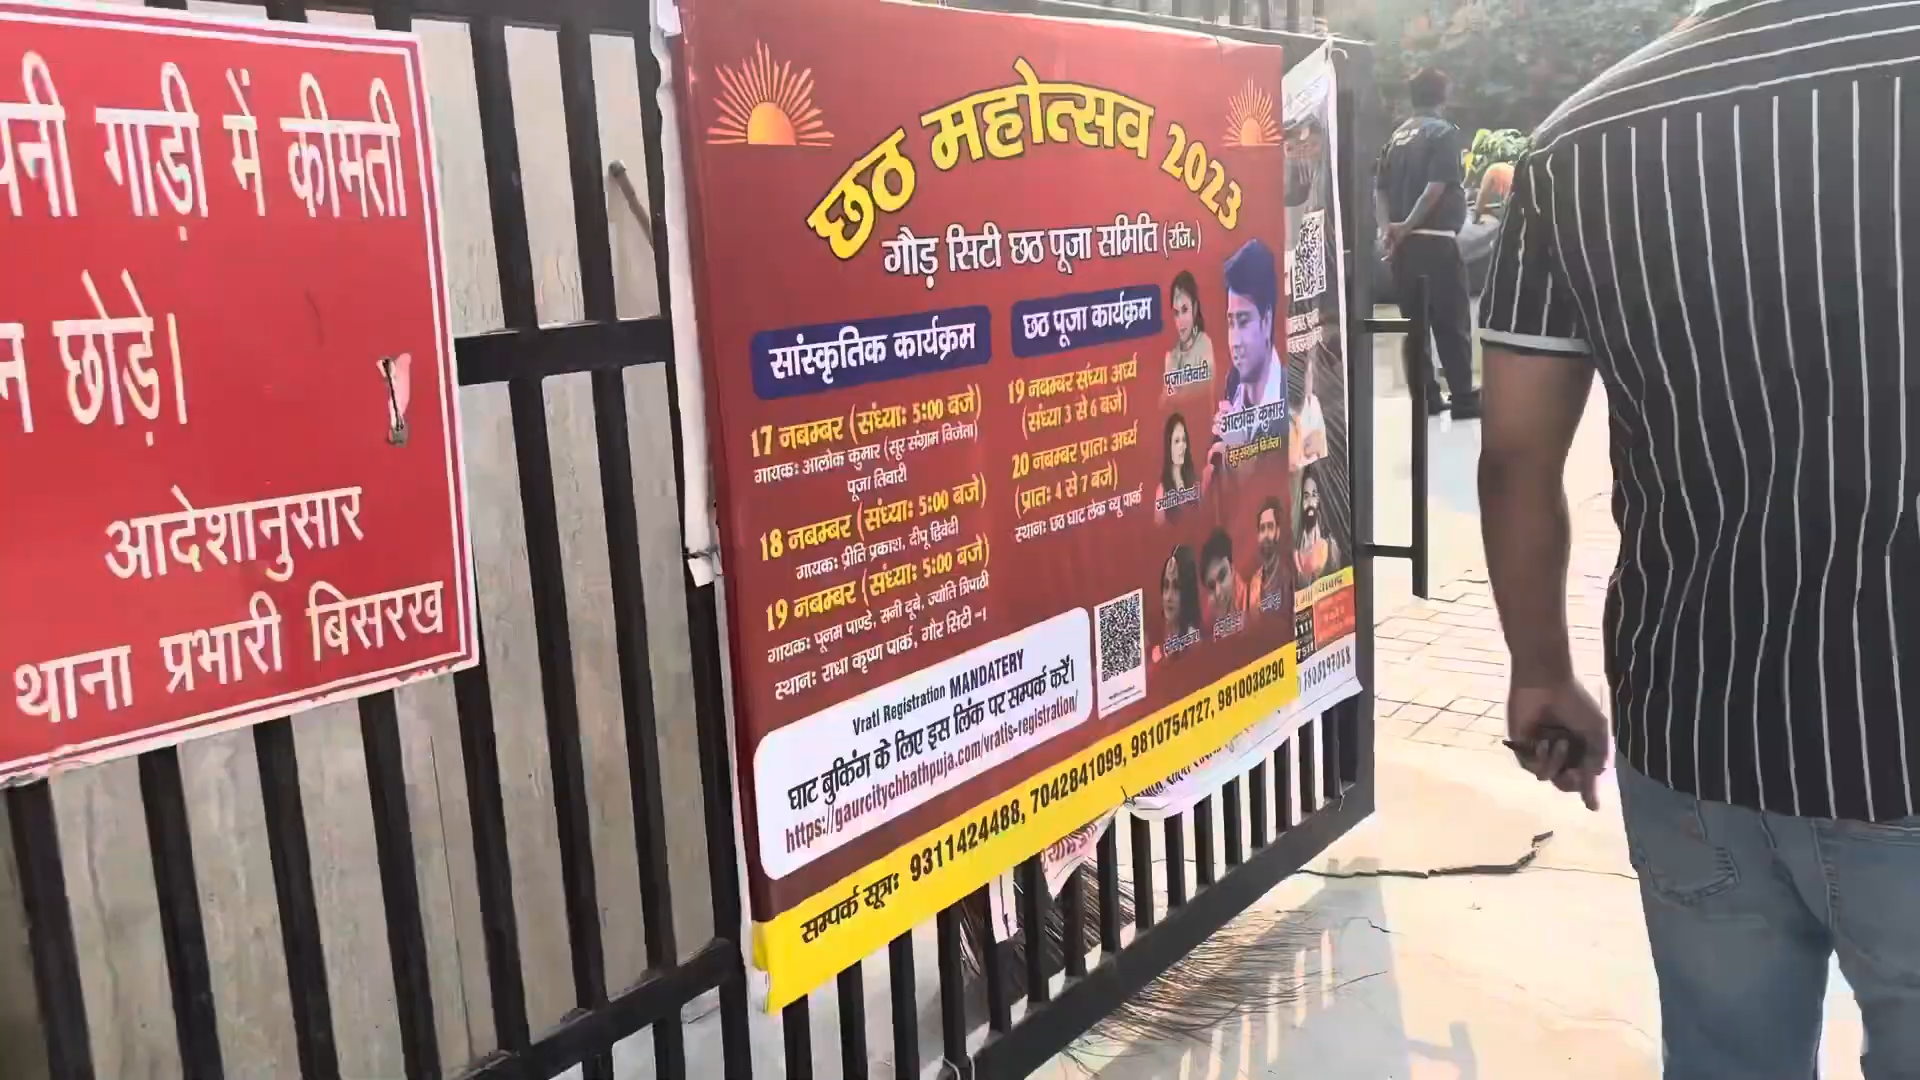 गाड़ी में कीमती
न छोड़े।
आदेशानुसार
थाना प्रभारी बिसरख
छठ महोत्सव 2023
गौड़ सिटी छठ पूजा समिति (रजि.)
सांस्कृतिक कार्यक्रम
17 नबम्बर (संध्या: 5:00 बजे)
गायक: आलोक कुमार (सूर संग्राम विजेता)
पूजा तिवारी
18 नबम्बर (संध्या: 5:00 बजे)
गायक: प्रीति प्रकाश, दीपू द्विवेदी
19 नबम्बर (संध्या: 5:00 बजे)
गायक: पूनम पाण्डे, सनी दूबे, ज्योति त्रिपाठी
स्थान: राधा कृष्ण पार्क, गौर सिटी -1
छठ पूजा कार्यक्रम
19 नबम्बर संध्या अर्घ्य
(संध्या 3 से 6 बजे)
20 नबम्बर प्रात: अर्घ्य
(प्रात: 4 से 7 बजे)
स्थान: छठ घाट लेक व्यू पार्क
पूजा तिवारी
आलोक कुमार
(सूर संग्राम विजेता)
Vrati Registration MANDATERY
घाट बुकिंग के लिए इस लिंक पर सम्पर्क करें।
https://gaurcitychhathpuja.com/vratis-registration/
सम्पर्क सूत्र: 9311424488, 7042841099, 9810754727, 9810038290